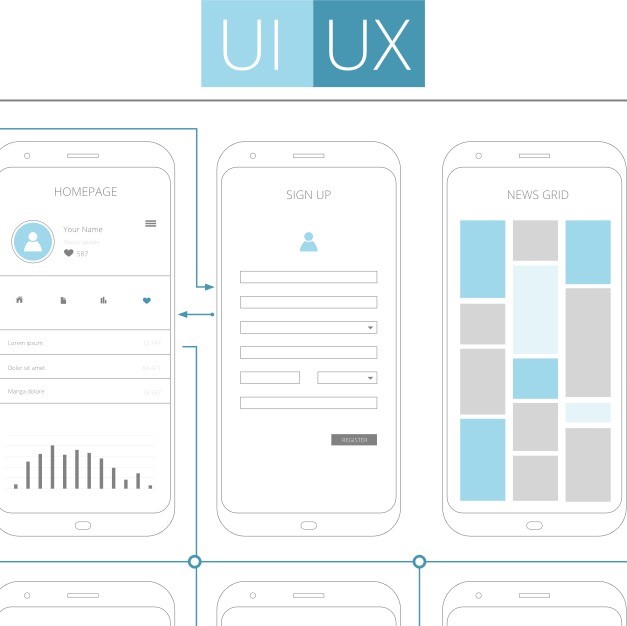 UI UX
HOMEPAGE
Your Name
587
Lorem ipsum
Dolor sit amet
Manga dolore
SIGN UP
REGISTER
NEWS GRID